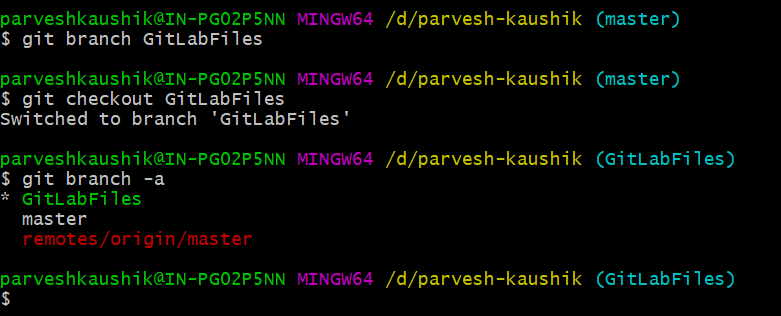 parveshkaushik@IN-PG02P5NN MINGW64 /d/parvesh-kaushik (master)
$ git branch GitLabFiles
parveshkaushik@IN-PG02P5NN MINGW64 /d/parvesh-kaushik (master)
$ git checkout GitLabFiles
Switched to branch 'GitLabFiles'
parveshkaushik@IN-PG02P5NN MINGW64 /d/parvesh-kaushik (GitLabFiles)
$ git branch -a
* GitLabFiles
master
remotes/origin/master
parveshkaushik@IN-PG02P5NN MINGW64 /d/parvesh-kaushik (GitLabFiles)
$